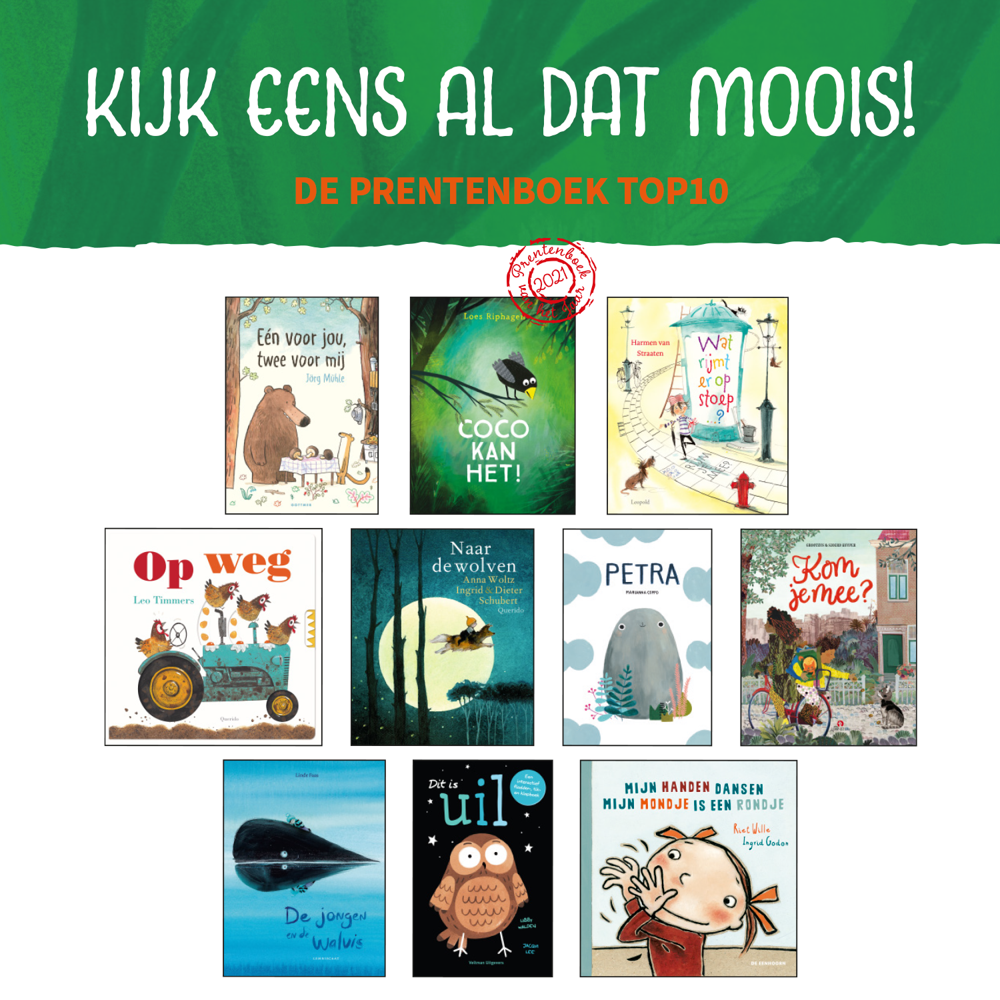 KIJK EENS AL DAT MOOIS!
DE PRENTENBOEK TOP10
Prentenboek
van het Jaar
2021
Eén voor jou,
twee voor mij
Jörg Mühle
GOTTMER
Loes Riphagen
COCO
KAN
HET!
Harmen van
Straaten
Wat
rijmt
er op
stoep
...?
Leopold
Op weg
Leo Timmers
Querido
Naar
de wolven
Anna Woltz
Ingrid & Dieter
Schubert
Querido
PETRA
MARIANNA COPPO
Kom
je mee?
Linde Faas
De jongen
en de
walvis
LEMNISCAAT
Dit is
uil
Een
interactief
flodder-, tik-
en klapboek
LIBBY
WALDEN
JACQUI
LEE
Veltman Uitgevers
MIJN HANDEN DANSEN
MIJN MONDJE IS EEN RONDJE
Riet Wille
Ingrid Godon
DE EENHOORN